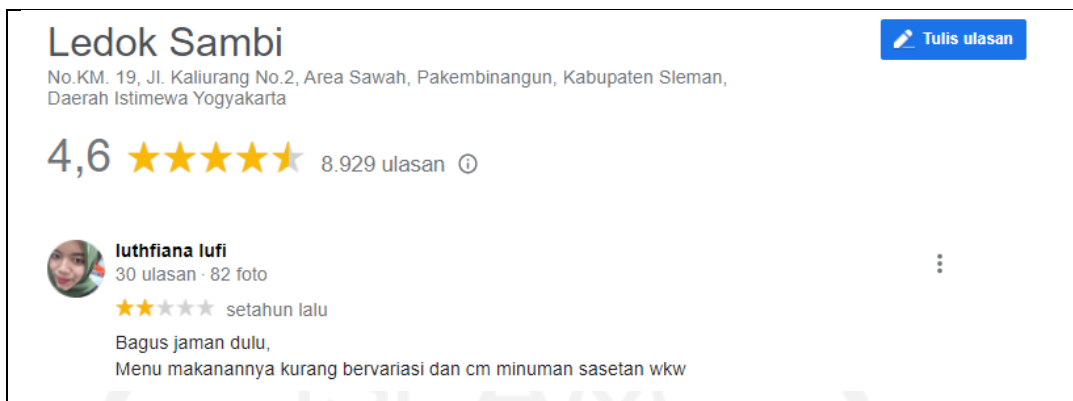 Ledok Sambi
Tulis ulasan
No.KM. 19, Jl. Kaliurang No.2, Area Sawah, Pakembinangun, Kabupaten Sleman,
Daerah Istimewa Yogyakarta
4,6
8.929 ulasan
luthfiana lufi
30 ulasan · 82 foto
setahun lalu
Bagus jaman dulu,
Menu makanannya kurang bervariasi dan cm minuman sasetan wkw